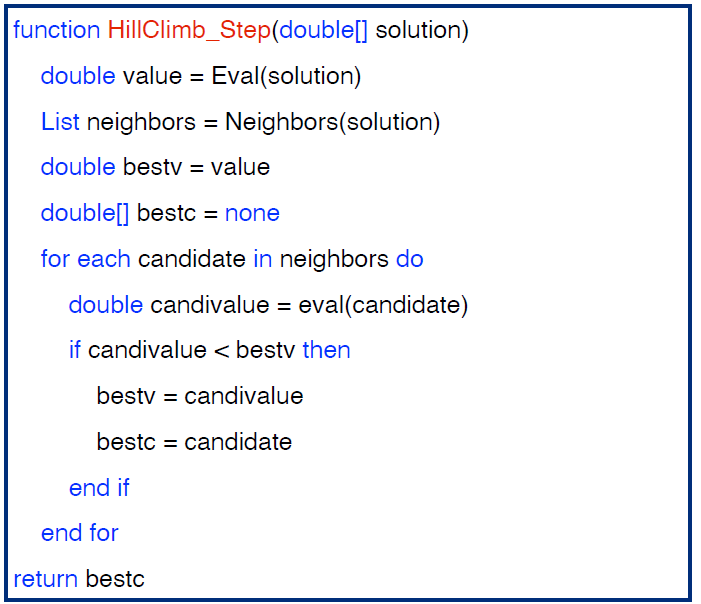 function HillClimb_Step(double[] solution)
double value = Eval(solution)
List neighbors = Neighbors(solution)
double bestv = value
double[] bestc = none
for each candidate in neighbors do
double candivalue = eval(candidate)
if candivalue < bestv then
bestv = candivalue
bestc = candidate
end if
end for
return bestc